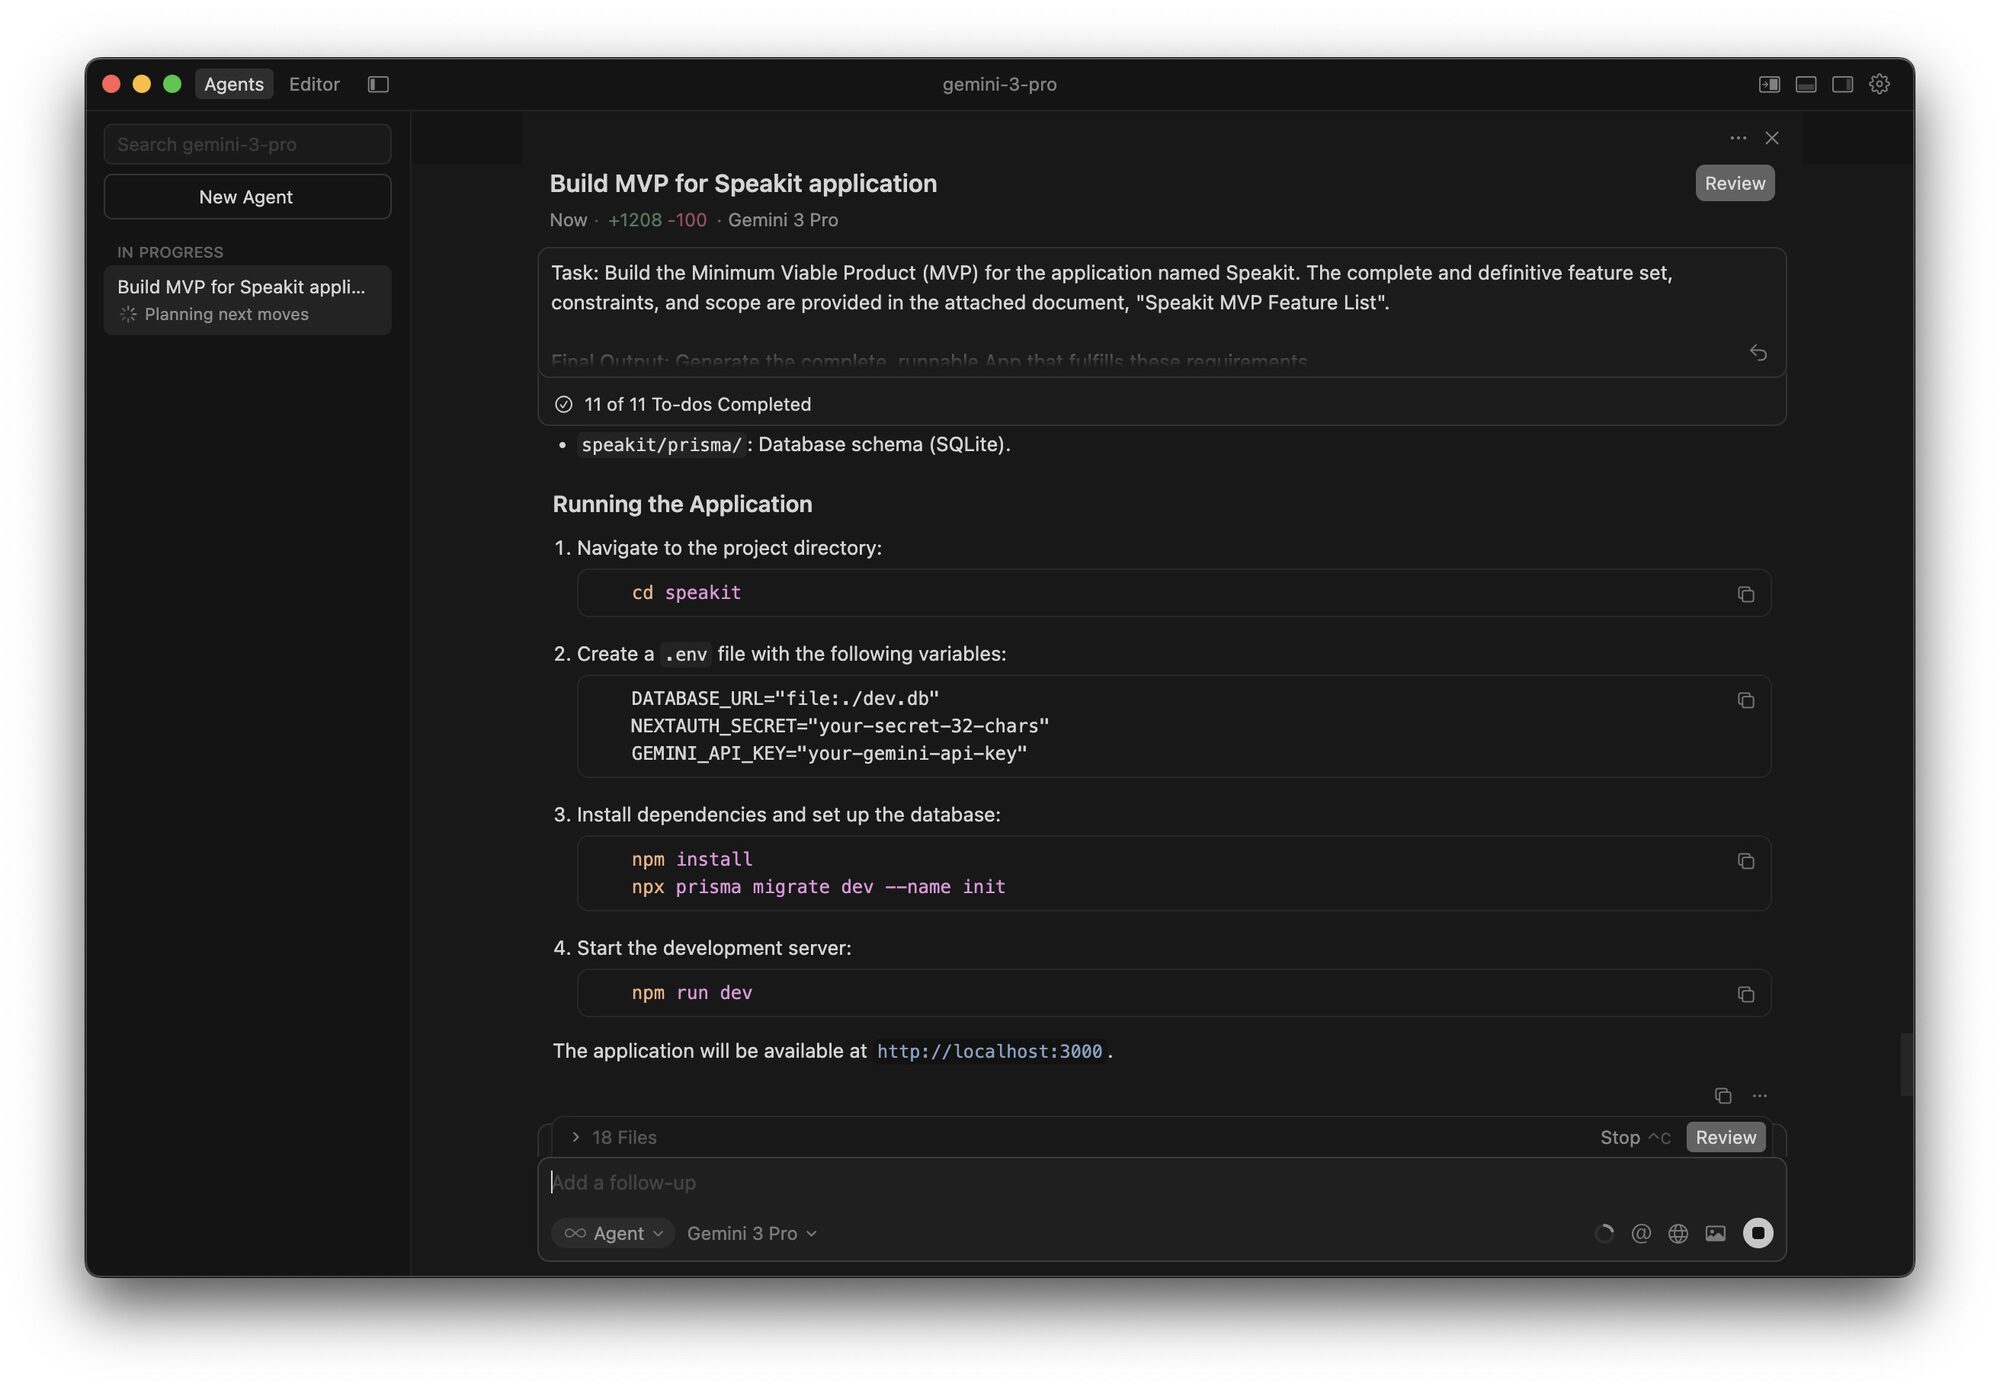 Agents Editor gemini-3-pro
Search gemini-3-pro
New Agent
IN PROGRESS
Build MVP for Speakit appli...
Planning next moves
Build MVP for Speakit application
Review
Now · +1208 -100 · Gemini 3 Pro
Task: Build the Minimum Viable Product (MVP) for the application named Speakit. The complete and definitive feature set,
constraints, and scope are provided in the attached document, "Speakit MVP Feature List".
Final Output: Generate the complete, runnable App that fulfills these requirements
11 of 11 To-dos Completed
• speakit/prisma/: Database schema (SQLite).
Running the Application
1. Navigate to the project directory:
cd speakit
2. Create a .env file with the following variables:
DATABASE_URL="file:./dev.db"
NEXTAUTH_SECRET="your-secret-32-chars"
GEMINI_API_KEY="your-gemini-api-key"
3. Install dependencies and set up the database:
npm install
npx prisma migrate dev --name init
4. Start the development server:
npm run dev
The application will be available at http://localhost:3000.
18 Files
Stop ^C Review
Add a follow-up
Agent Gemini 3 Pro